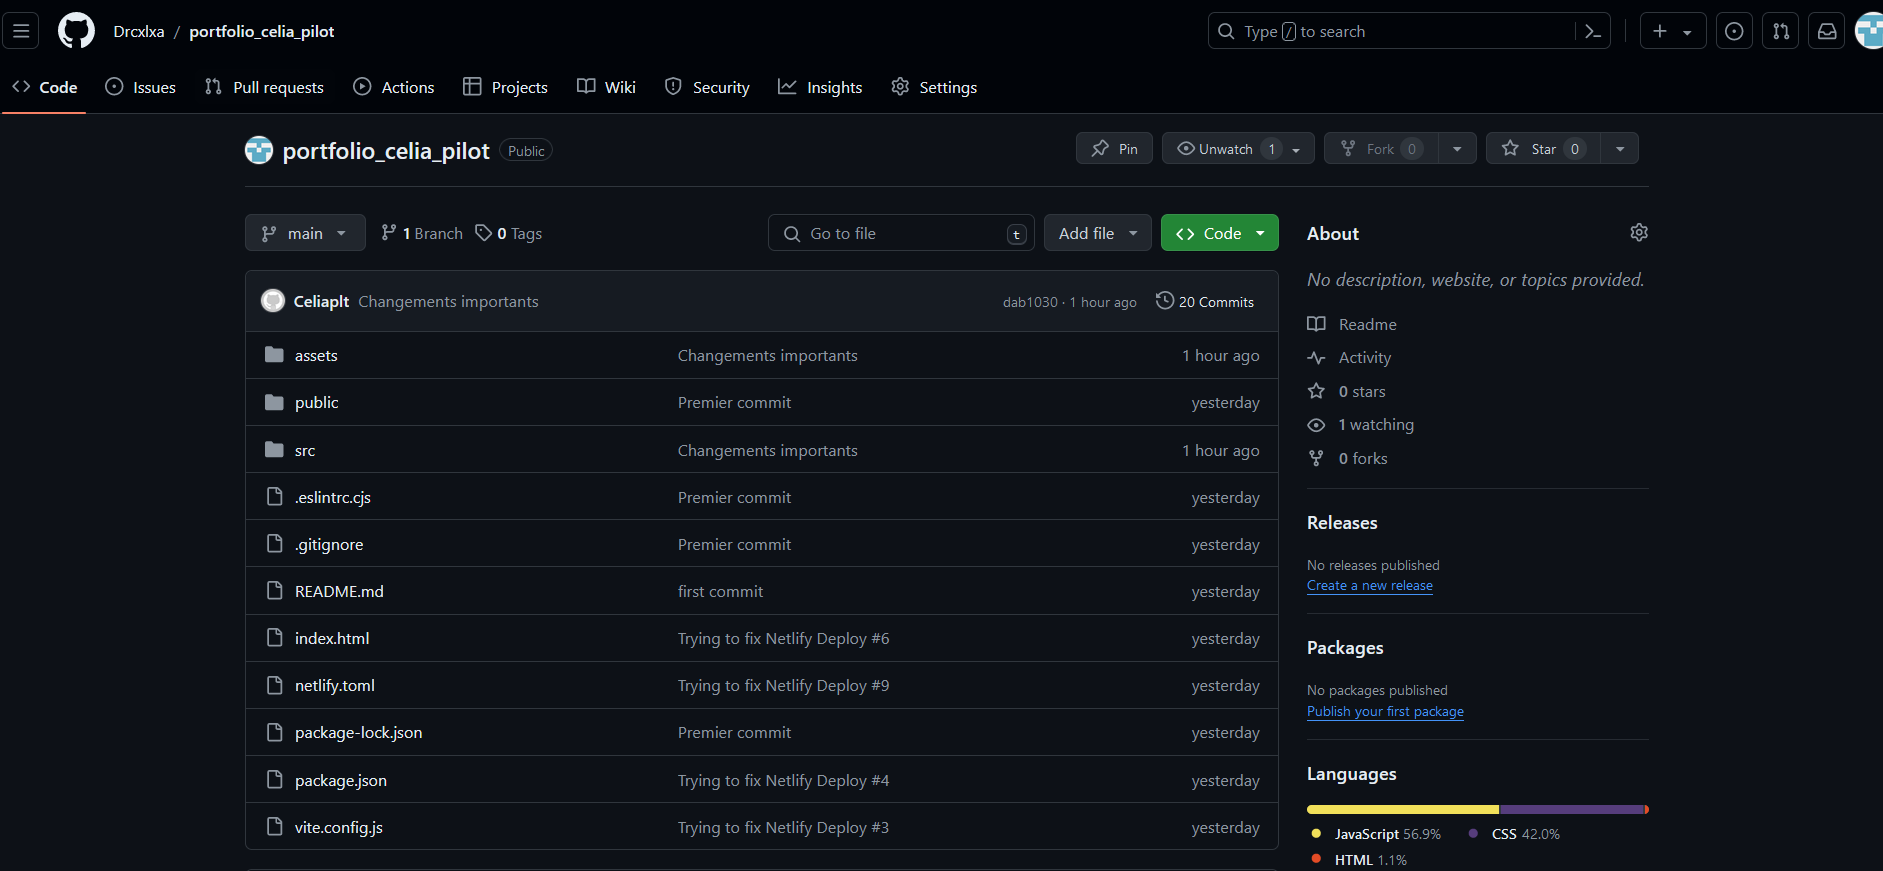 Drcxlxa / portfolio_celia_pilot
Type / to search
Code Issues Pull requests Actions Projects Wiki Security Insights Settings
portfolio_celia_pilot Public
Pin Unwatch 1 Fork 0 Star 0
main 1 Branch 0 Tags Go to file t Add file Code
Celiaplt Changements importants dab1030 · 1 hour ago 20 Commits
assets Changements importants 1 hour ago
public Premier commit yesterday
src Changements importants 1 hour ago
.eslintrc.cjs Premier commit yesterday
.gitignore Premier commit yesterday
README.md first commit yesterday
index.html Trying to fix Netlify Deploy #6 yesterday
netlify.toml Trying to fix Netlify Deploy #9 yesterday
package-lock.json Premier commit yesterday
package.json Trying to fix Netlify Deploy #4 yesterday
vite.config.js Trying to fix Netlify Deploy #3 yesterday
About
No description, website, or topics provided.
Readme
Activity
0 stars
1 watching
0 forks
Releases
No releases published
Create a new release
Packages
No packages published
Publish your first package
Languages
JavaScript 56.9% CSS 42.0%
HTML 1.1%